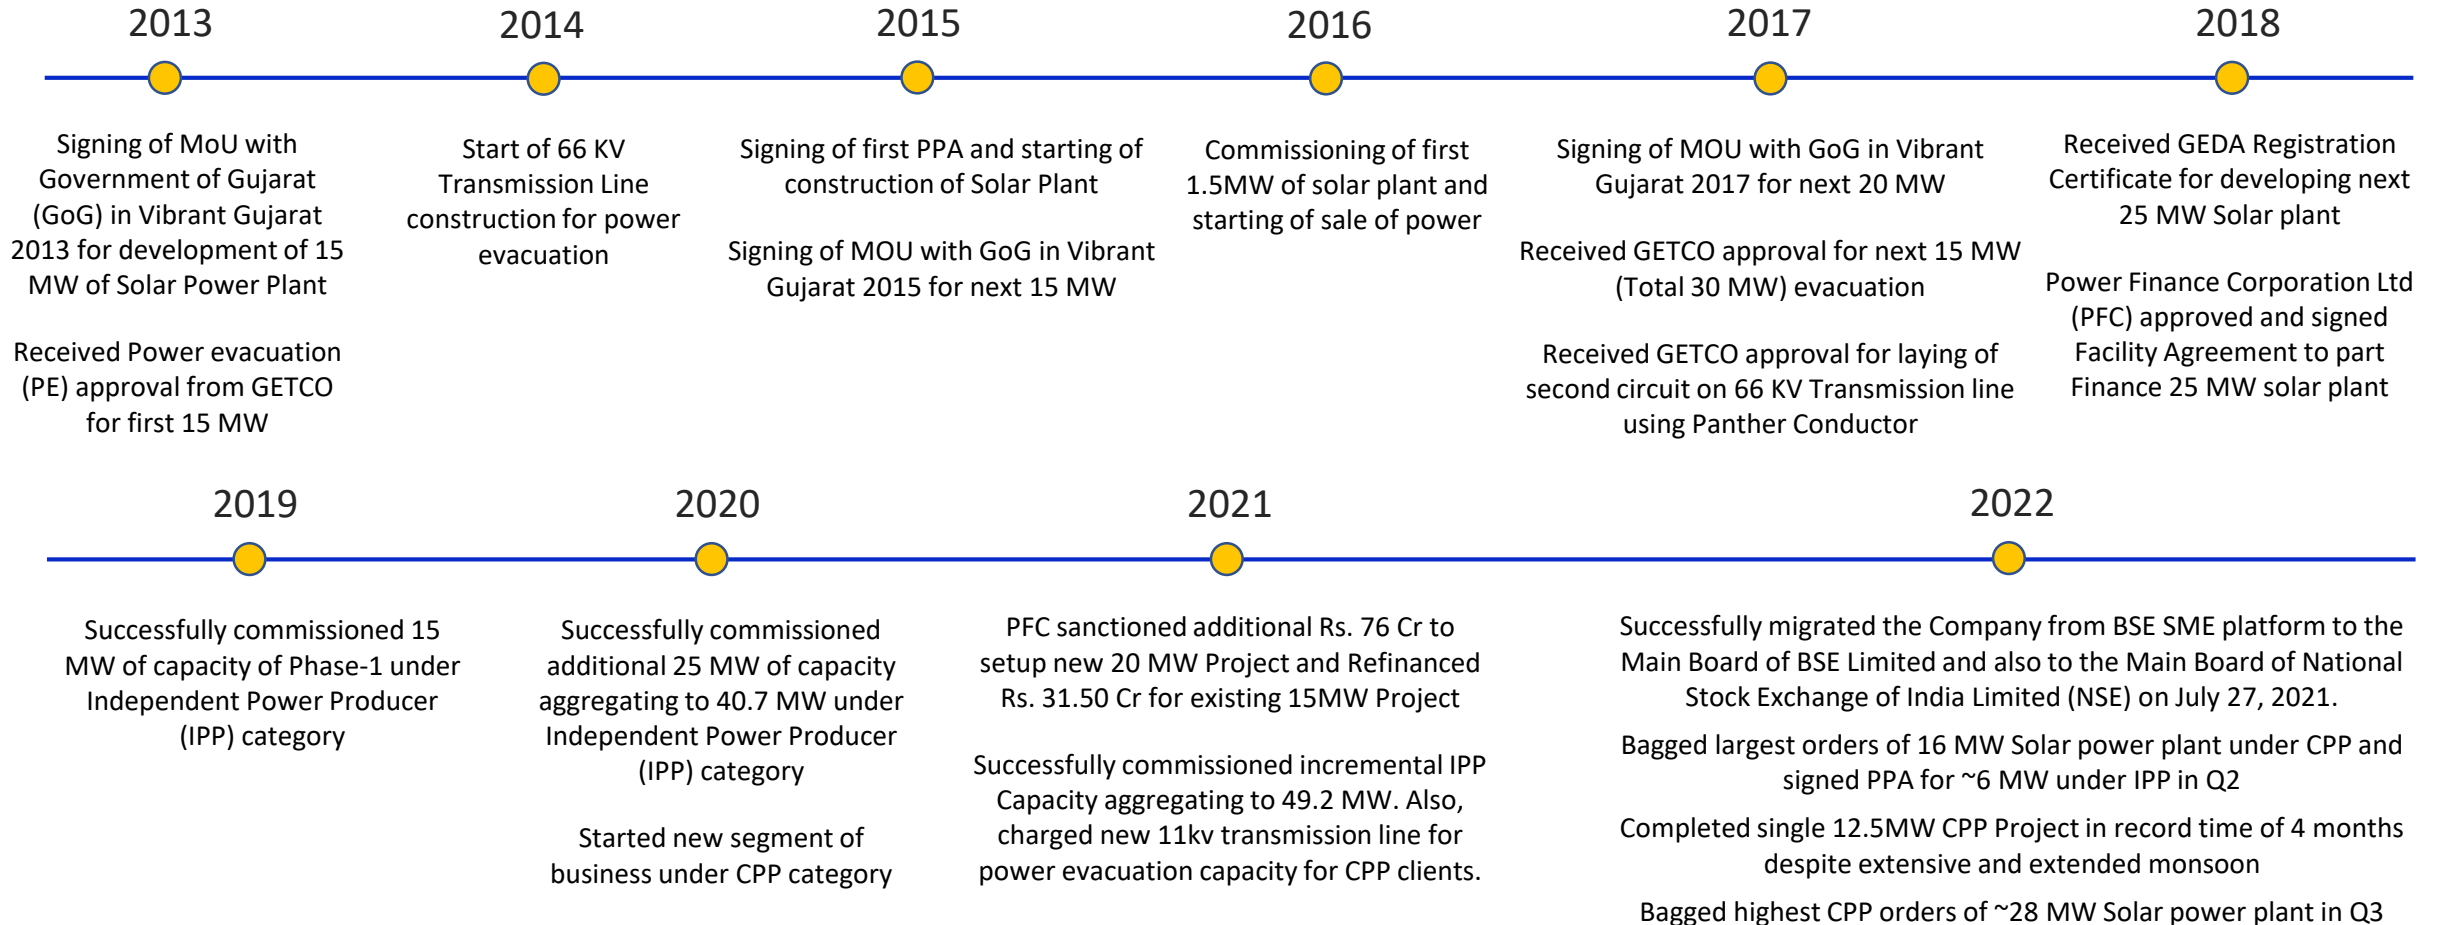 2013
Signing of MoU with
Government of Gujarat
(GoG) in Vibrant Gujarat
2013 for development of 15
MW of Solar Power Plant
Received Power evacuation
(PE) approval from GETCO
for first 15 MW
2014
Start of 66 KV
Transmission Line
construction for power
evacuation
2015
Signing of first PPA and starting of
construction of Solar Plant
Signing of MOU with GoG in Vibrant
Gujarat 2015 for next 15 MW
2016
Commissioning of first
1.5MW of solar plant and
starting of sale of power
2017
Signing of MOU with GoG in Vibrant
Gujarat 2017 for next 20 MW
Received GETCO approval for next 15 MW
(Total 30 MW) evacuation
Received GETCO approval for laying of
second circuit on 66 KV Transmission line
using Panther Conductor
2018
Received GEDA Registration
Certificate for developing next
25 MW Solar plant
Power Finance Corporation Ltd
(PFC) approved and signed
Facility Agreement to part
Finance 25 MW solar plant
2019
Successfully commissioned 15
MW of capacity of Phase-1 under
Independent Power Producer
(IPP) category
2020
Successfully commissioned
additional 25 MW of capacity
aggregating to 40.7 MW under
Independent Power Producer
(IPP) category
Started new segment of
business under CPP category
2021
PFC sanctioned additional Rs. 76 Cr to
setup new 20 MW Project and Refinanced
Rs. 31.50 Cr for existing 15MW Project
Successfully commissioned incremental IPP
Capacity aggregating to 49.2 MW. Also,
charged new 11kv transmission line for
power evacuation capacity for CPP clients.
2022
Successfully migrated the Company from BSE SME platform to the
Main Board of BSE Limited and also to the Main Board of National
Stock Exchange of India Limited (NSE) on July 27, 2021.
Bagged largest orders of 16 MW Solar power plant under CPP and
signed PPA for ~6 MW under IPP in Q2
Completed single 12.5MW CPP Project in record time of 4 months
despite extensive and extended monsoon
Bagged highest CPP orders of ~28 MW Solar power plant in Q3